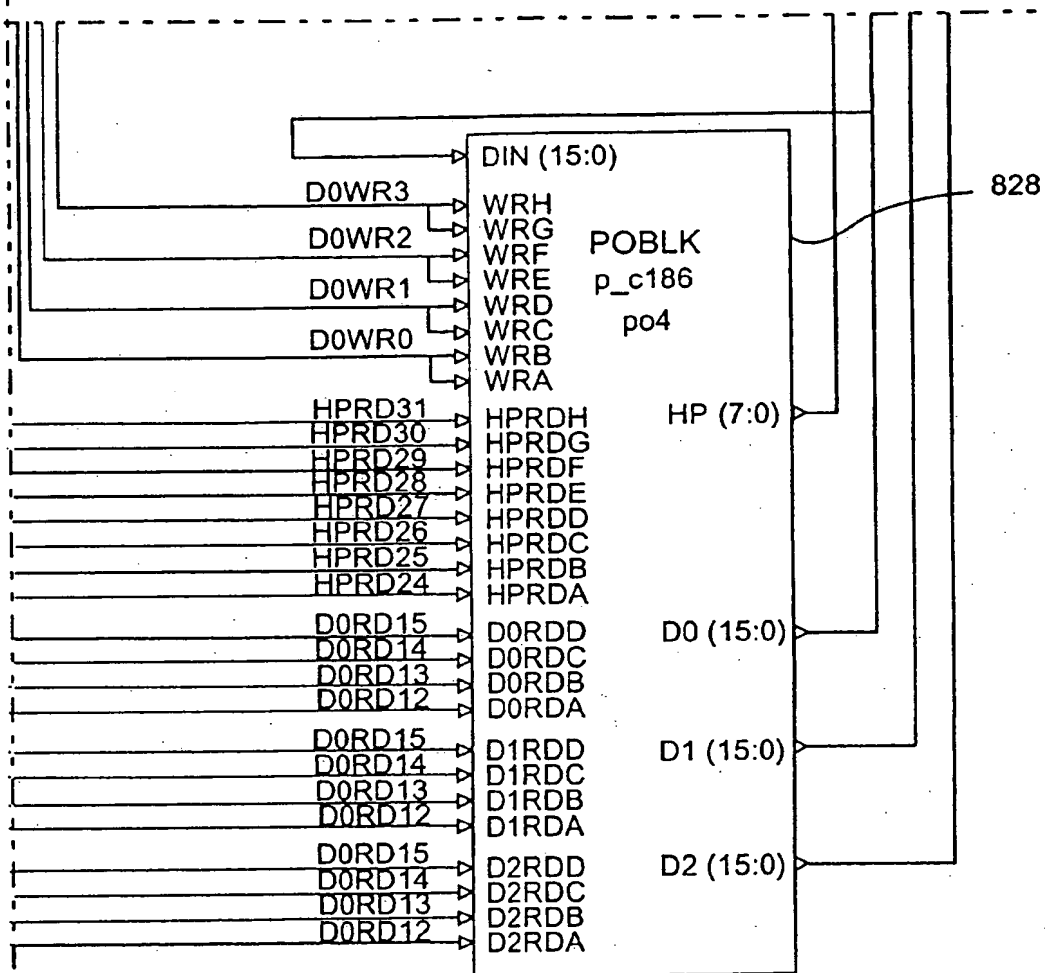 DIN (15:0)
828
D0WR3
WRH
WRG
POBLK
D0WR2
WRF
WRE
p_c186
D0WR1
WRD
WRC
po4
D0WR0
WRB
WRA
HPRD31
HPRDH
HP (7:0)
HPRD30
HPRDG
HPRD29
HPRDF
HPRD28
HPRDE
HPRD27
HPRDD
HPRD26
HPRDC
HPRD25
HPRDB
HPRD24
HPRDA
D0RD15
D0RDD
D0 (15:0)
D0RD14
D0RDC
D0RD13
D0RDB
D0RD12
D0RDA
D0RD15
D1RDD
D1 (15:0)
D0RD14
D1RDC
D0RD13
D1RDB
D0RD12
D1RDA
D0RD15
D2RDD
D2 (15:0)
D0RD14
D2RDC
D0RD13
D2RDB
D0RD12
D2RDA